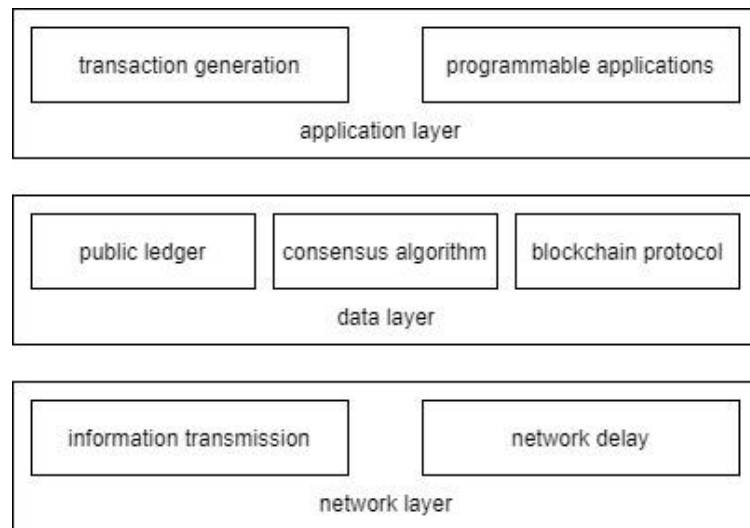 transaction generation
programmable applications
application layer
public ledger
consensus algorithm
blockchain protocol
data layer
information transmission
network delay
network layer